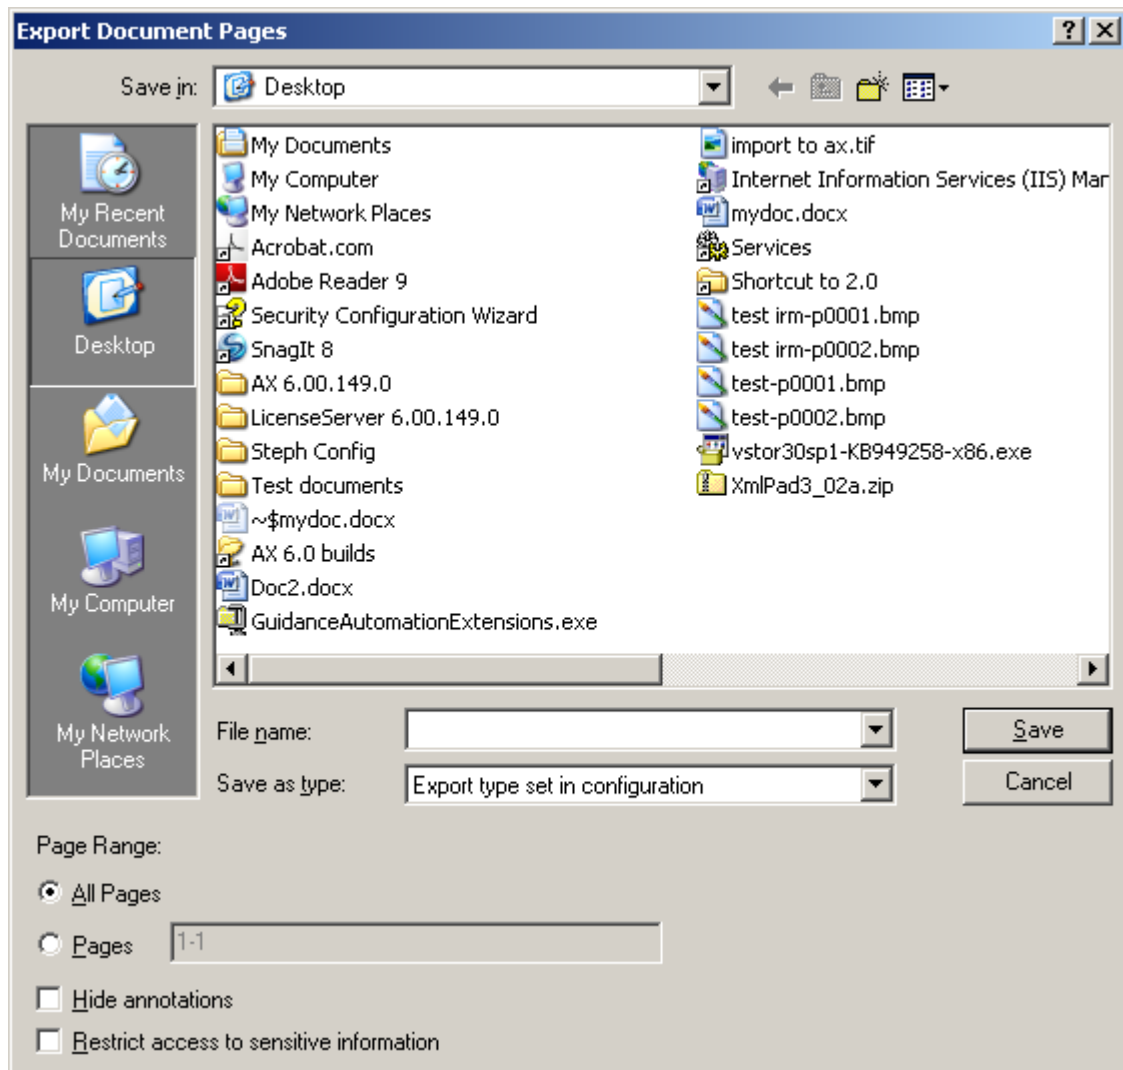 Export Document Pages
Save in:
Desktop
My Recent
Documents
Desktop
My Documents
My Computer
My Network
Places
My Documents
My Computer
My Network Places
Acrobat.com
Adobe Reader 9
Security Configuration Wizard
SnagIt 8
AX 6.00.149.0
LicenseServer 6.00.149.0
Steph Config
Test documents
~$mydoc.docx
AX 6.0 builds
Doc2.docx
GuidanceAutomationExtensions.exe
import to ax.tif
Internet Information Services (IIS) Mar
mydoc.docx
Services
Shortcut to 2.0
test irm-p0001.bmp
test irm-p0002.bmp
test-p0001.bmp
test-p0002.bmp
vstor30sp1-KB949258-x86.exe
XmlPad3_02a.zip
File name:
Save
Save as type:
Export type set in configuration
Cancel
Page Range:
All Pages
Pages
1-1
Hide annotations
Restrict access to sensitive information